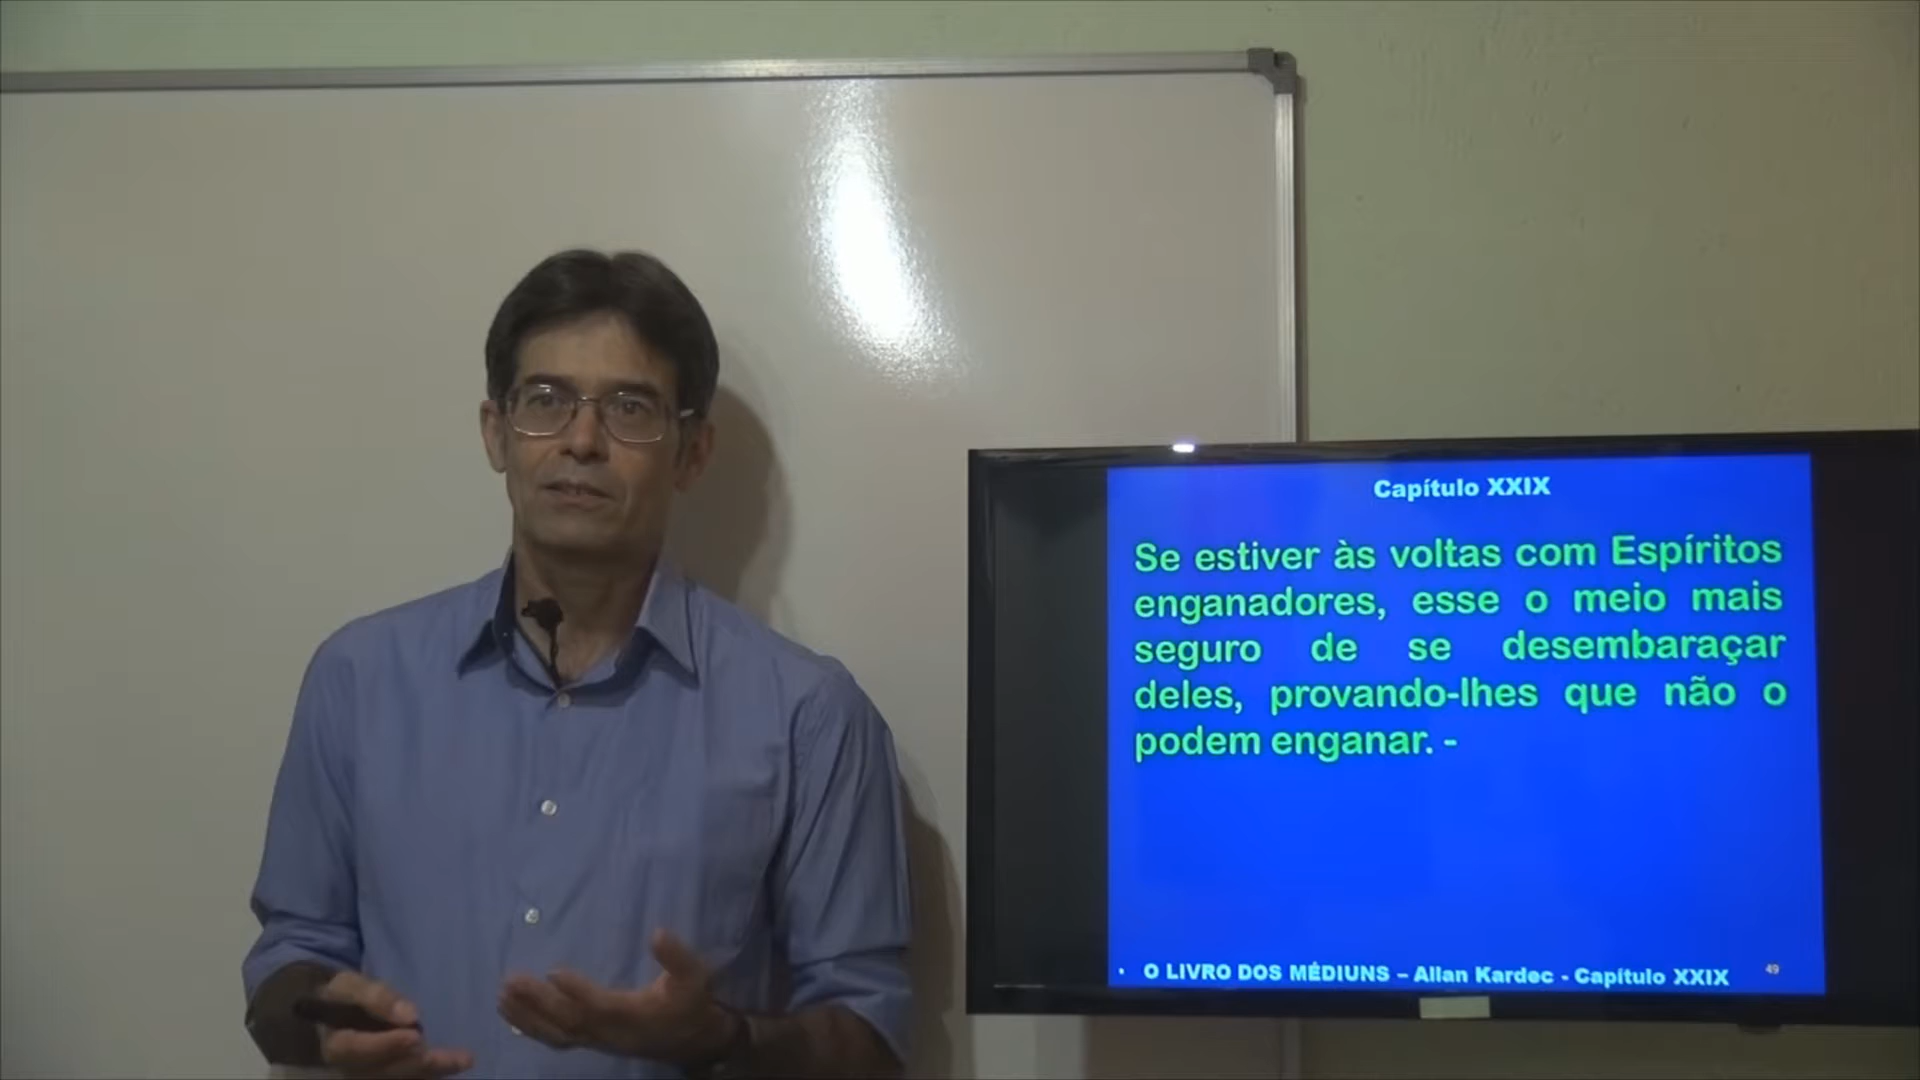 Capítulo XXIX
Se estiver às voltas com Espíritos
enganadores, esse o meio mais
seguro de se desembaraçar
deles, provando-lhes que não o
podem enganar. -
• O LIVRO DOS MÉDIUNS – Allan Kardec - Capítulo XXIX
49